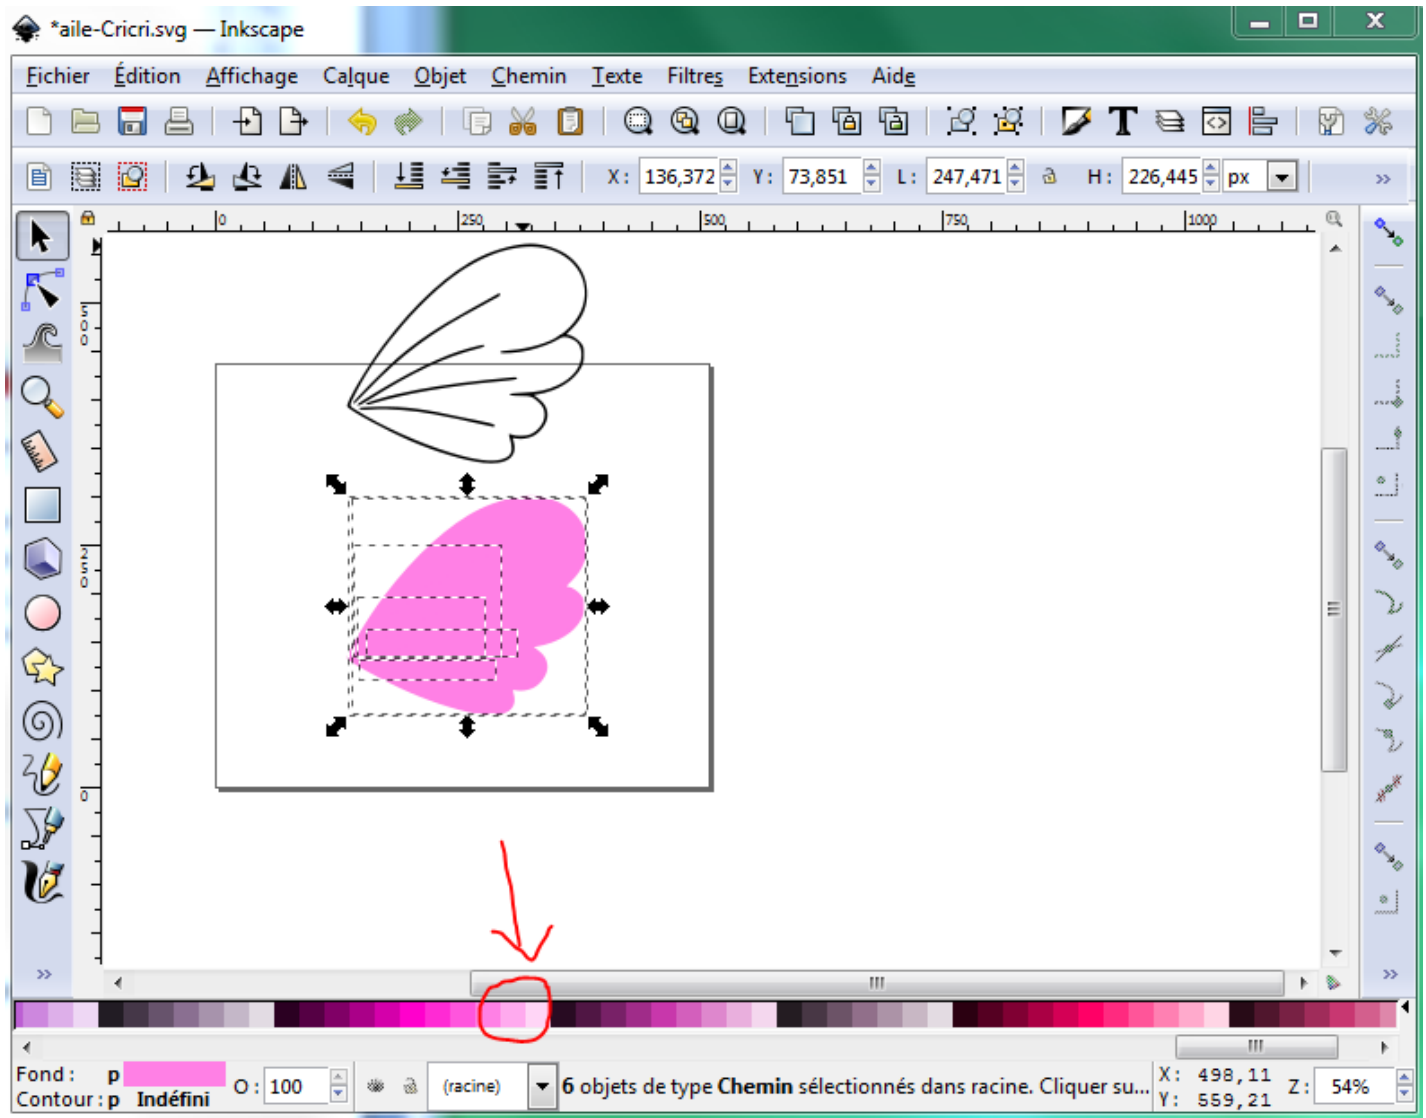 *aile-Cricri.svg — Inkscape
Fichier Édition Affichage Calque Objet Chemin Texte Filtres Extensions Aide
X: 136,372 Y: 73,851 L: 247,471 H: 226,445 px
0 250 500 750 1000
500
250
0
Fond: p O: 100 (racine) 6 objets de type Chemin sélectionnés dans racine. Cliquer su... X: 498,11 Z: 54%
Contour: p Indéfini Y: 559,21